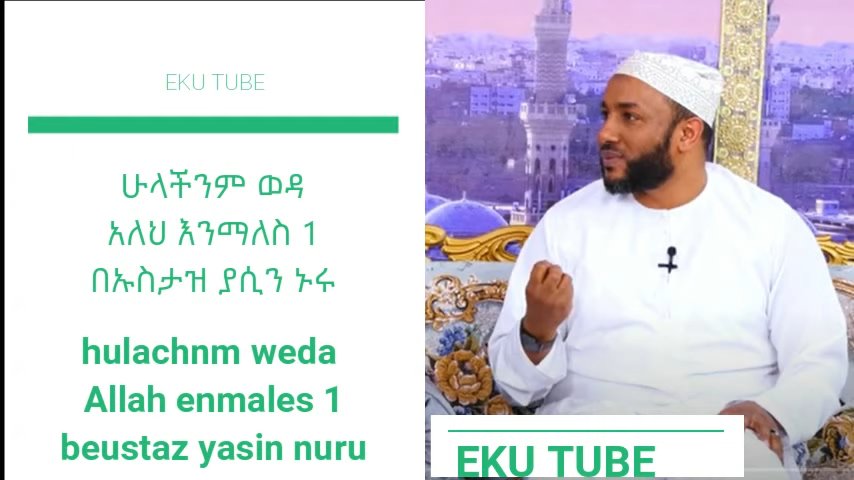 EKU TUBE
ሁላችንም ወዳ
አለህ እንማለስ 1
በኡስታዝ ያሲን ኑሩ
hulachnm weda
Allah enmales 1
beustaz yasin nuru
EKU TUBE